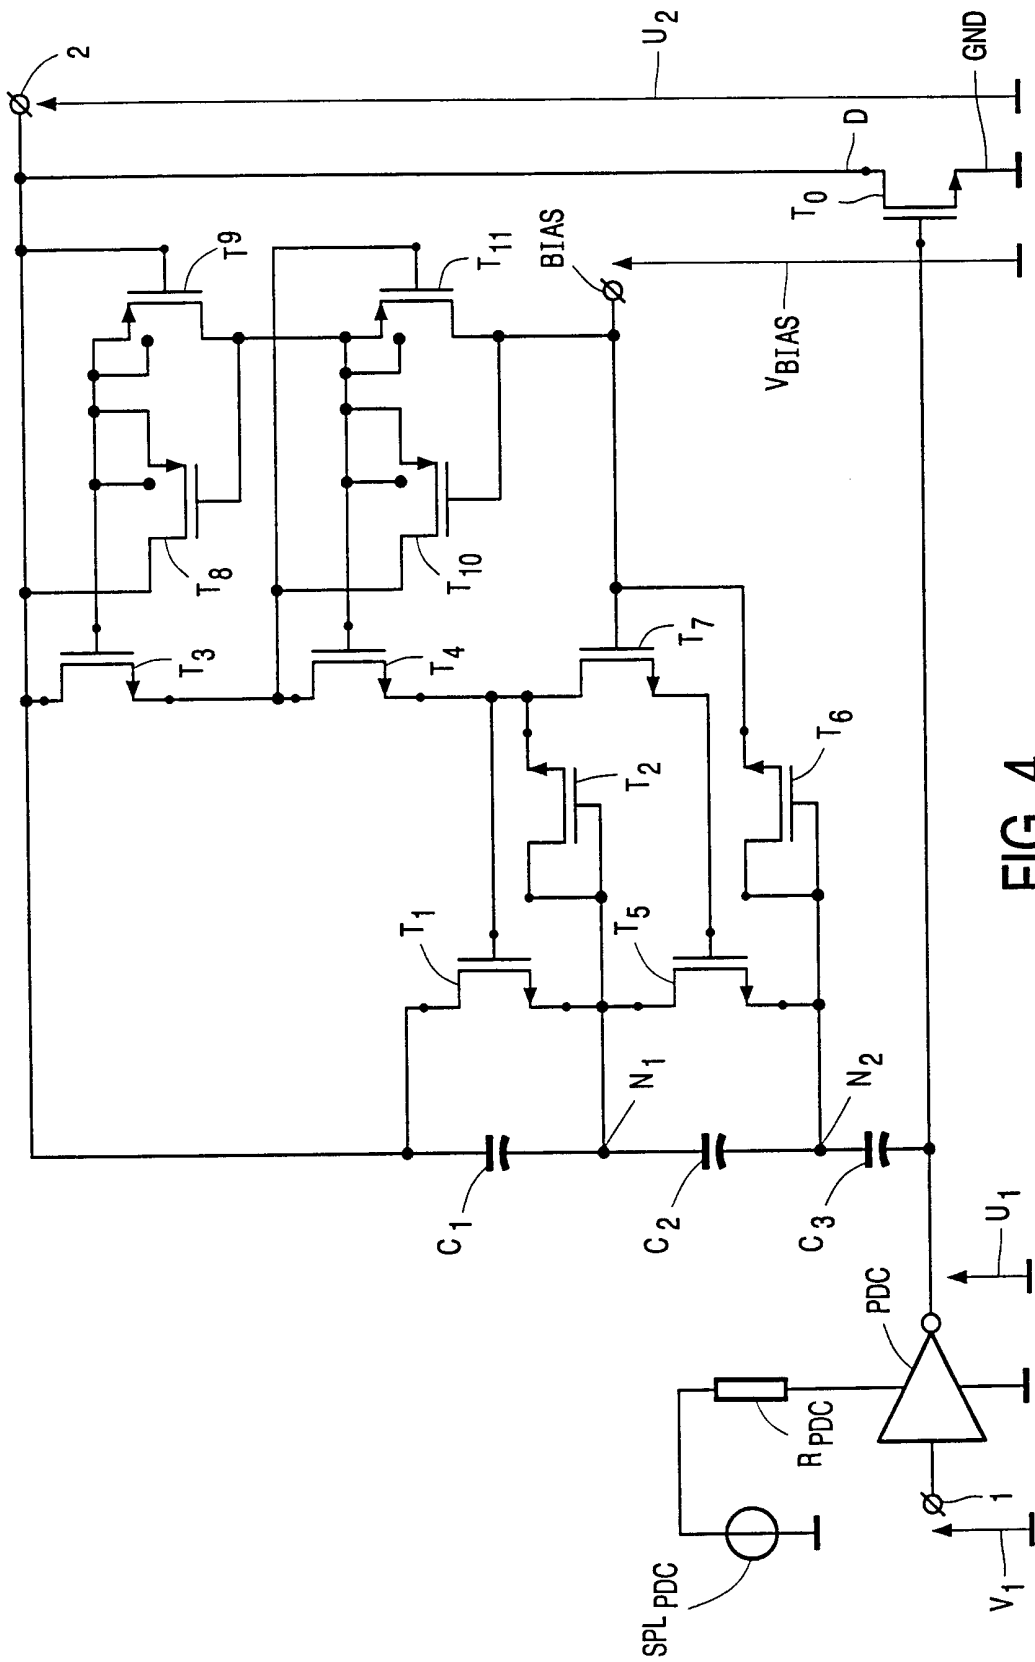 2
U2
D
GND
T0
T9
T11
BIAS
VBIAS
T8
T10
T3
T4
T7
T2
T6
T1
T5
N1
N2
C1
C2
C3
U1
PDC
RPDC
SPLPDC
1
V1
FIG. 4